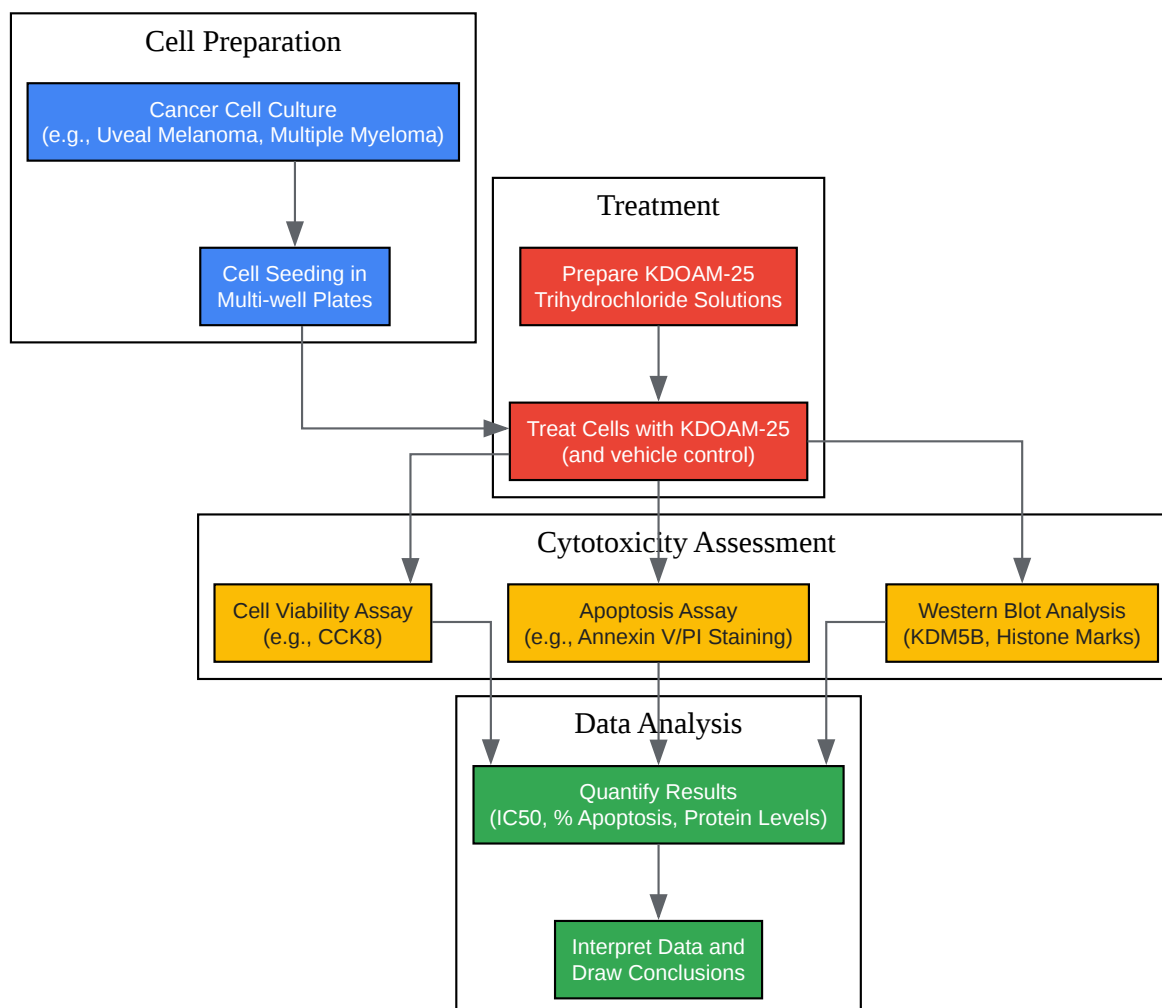 Cell Preparation
Cancer Cell Culture
(e.g., Uveal Melanoma, Multiple Myeloma)
Cell Seeding in
Multi-well Plates
Treatment
Prepare KDOAM-25
Trihydrochloride Solutions
Treat Cells with KDOAM-25
(and vehicle control)
Cytotoxicity Assessment
Cell Viability Assay
(e.g., CCK8)
Apoptosis Assay
(e.g., Annexin V/PI Staining)
Western Blot Analysis
(KDM5B, Histone Marks)
Data Analysis
Quantify Results
(IC50, % Apoptosis, Protein Levels)
Interpret Data and
Draw Conclusions